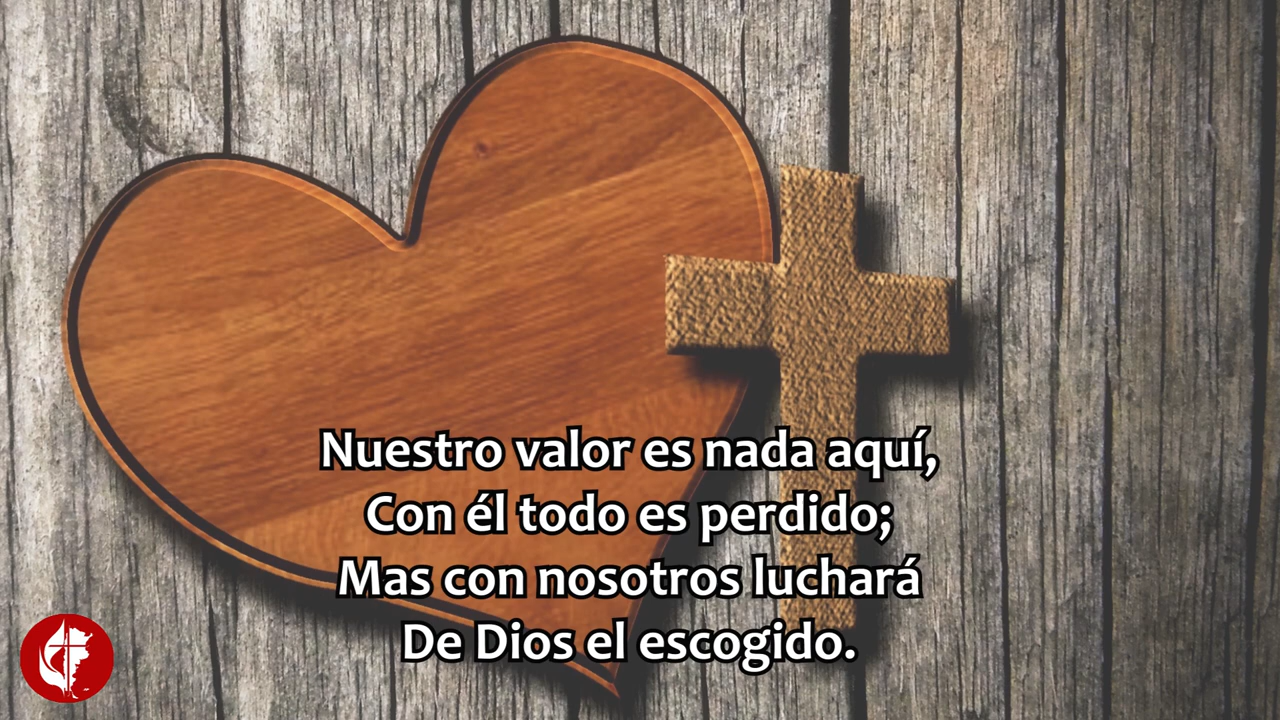 Nuestro valor es nada aquí,
Con él todo es perdido;
Mas con nosotros luchará
De Dios el escogido.